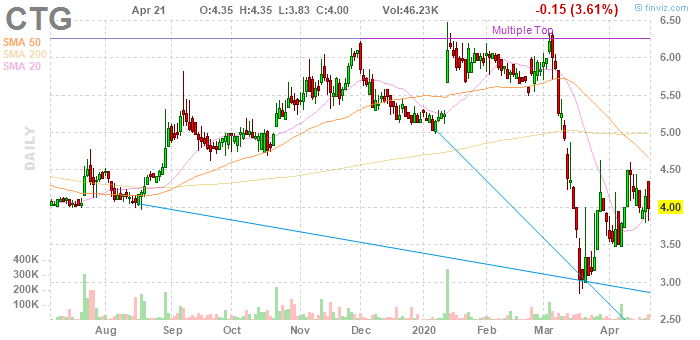 CTG Apr 21 O:4.35 H:4.35 L:3.83 C:4.00 Vol:46.23K -0.15 (3.61%) © finviz.com
SMA 50
SMA 200
SMA 20
Multiple Top
DAILY
6.50
6.00
5.50
5.00
4.50
4.00
3.50
3.00
2.50
400K
300K
200K
100K
Aug Sep Oct Nov Dec 2020 Feb Mar Apr